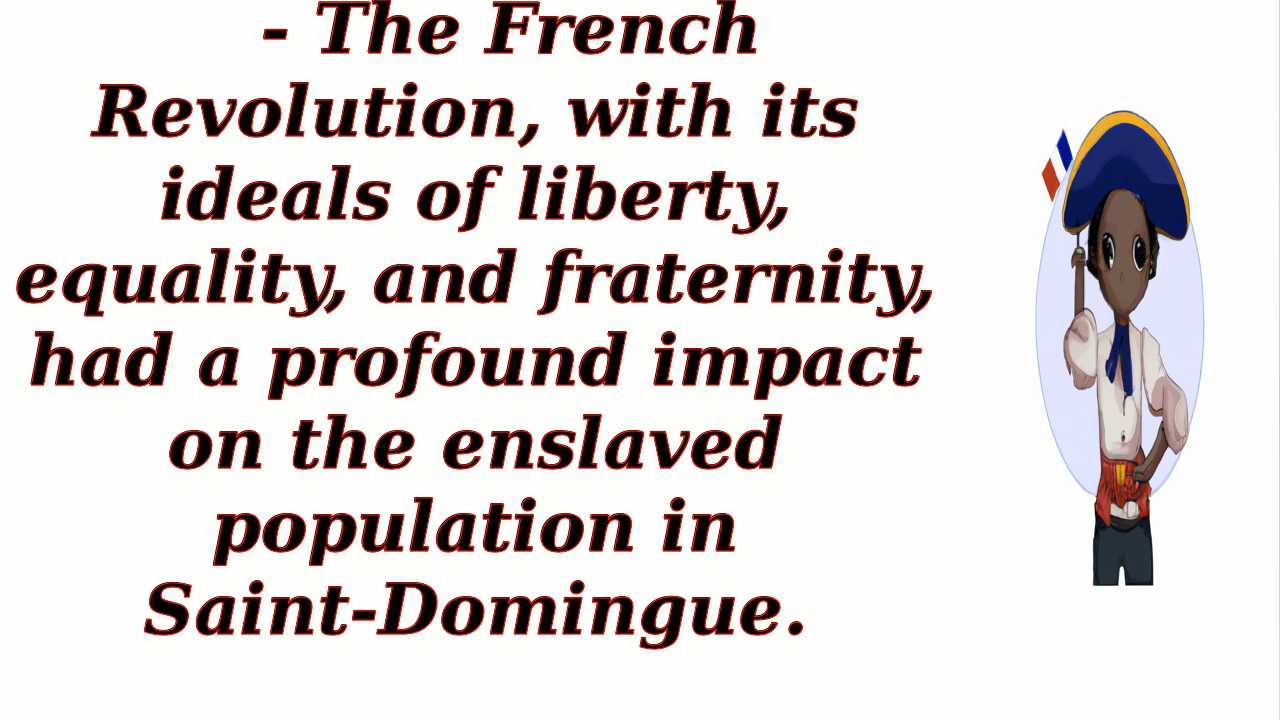 - The French
Revolution, with its
ideals of liberty,
equality, and fraternity,
had a profound impact
on the enslaved
population in
Saint-Domingue.